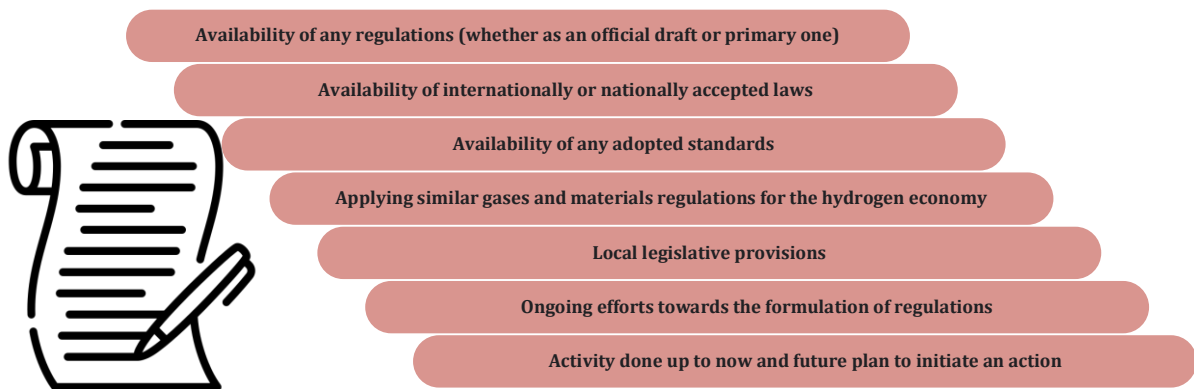 Availability of any regulations (whether as an official draft or primary one)
Availability of internationally or nationally accepted laws
Availability of any adopted standards
Applying similar gases and materials regulations for the hydrogen economy
Local legislative provisions
Ongoing efforts towards the formulation of regulations
Activity done up to now and future plan to initiate an action